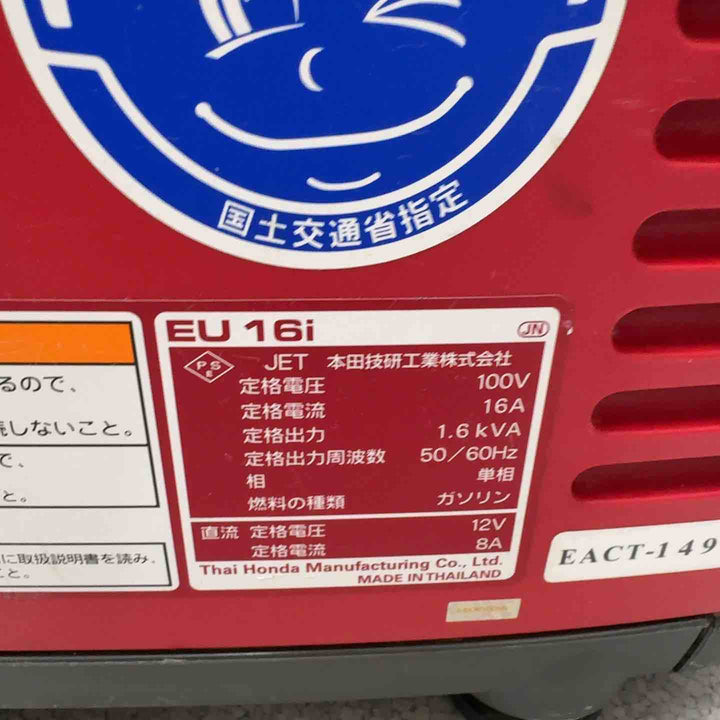 国土交通省指定
EU 16i
JN
PSE JET 本田技研工業株式会社
定格電圧 100V
定格電流 16A
定格出力 1.6 kVA
定格出力周波数 50/60Hz
相 単相
燃料の種類 ガソリン
直流 定格電圧 12V
定格電流 8A
Thai Honda Manufacturing Co., Ltd.
MADE IN THAILAND
るので、
しないこと。
で、
と。
に取扱説明書を読み、
こと。
EACT-149